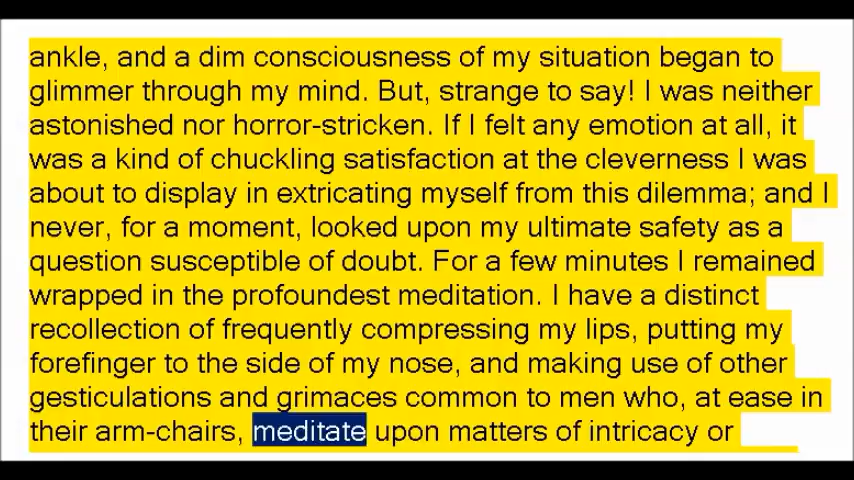 ankle, and a dim consciousness of my situation began to
glimmer through my mind. But, strange to say! I was neither
astonished nor horror-stricken. If I felt any emotion at all, it
was a kind of chuckling satisfaction at the cleverness I was
about to display in extricating myself from this dilemma; and I
never, for a moment, looked upon my ultimate safety as a
question susceptible of doubt. For a few minutes I remained
wrapped in the profoundest meditation. I have a distinct
recollection of frequently compressing my lips, putting my
forefinger to the side of my nose, and making use of other
gesticulations and grimaces common to men who, at ease in
their arm-chairs, meditate upon matters of intricacy or